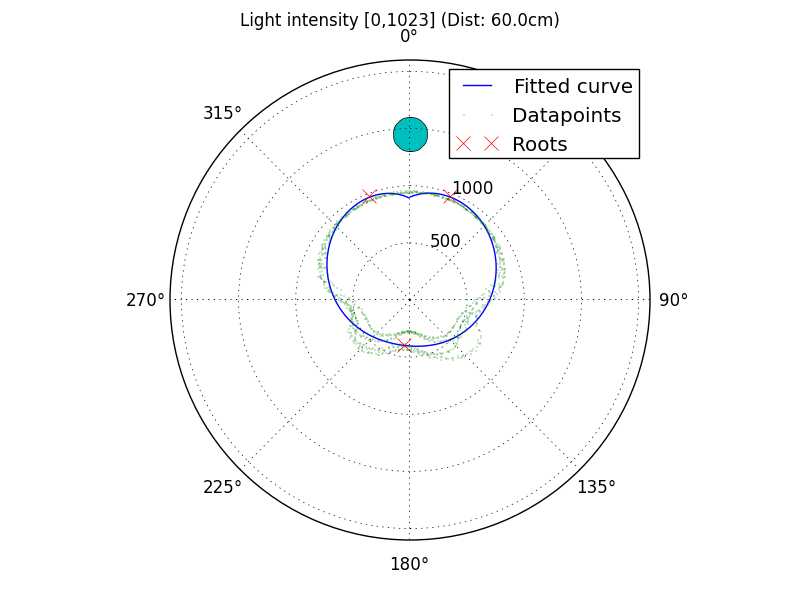 Light intensity [0,1023] (Dist: 60.0cm)
0°
Fitted curve
315°
Datapoints
Roots
1000
500
270°
90°
225°
135°
180°